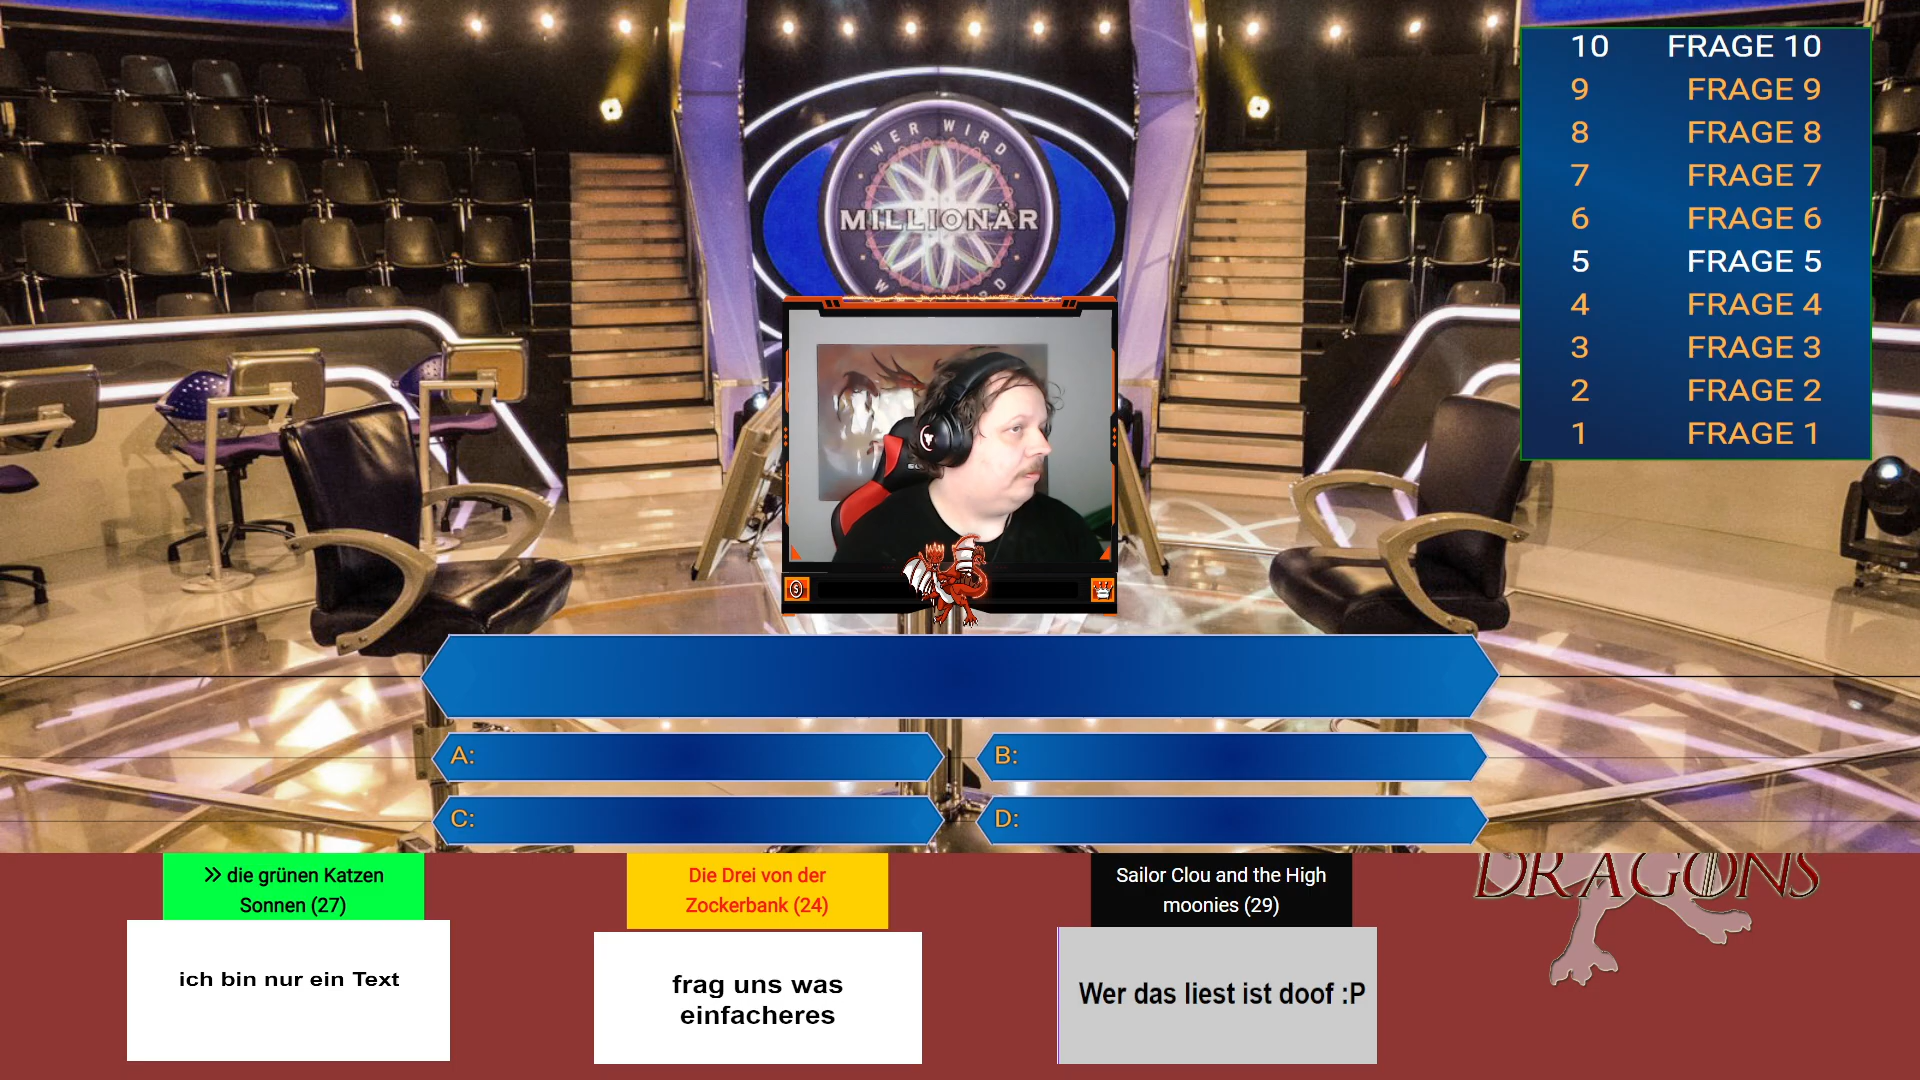 WER WIRD
MILLIONÄR
10 FRAGE 10
9 FRAGE 9
8 FRAGE 8
7 FRAGE 7
6 FRAGE 6
5 FRAGE 5
4 FRAGE 4
3 FRAGE 3
2 FRAGE 2
1 FRAGE 1
A:
B:
C:
D:
» die grünen Katzen
Sonnen (27)
ich bin nur ein Text
Die Drei von der
Zockerbank (24)
frag uns was
einfacheres
Sailor Clou and the High
moonies (29)
Wer das liest ist doof :P
DRAGONS